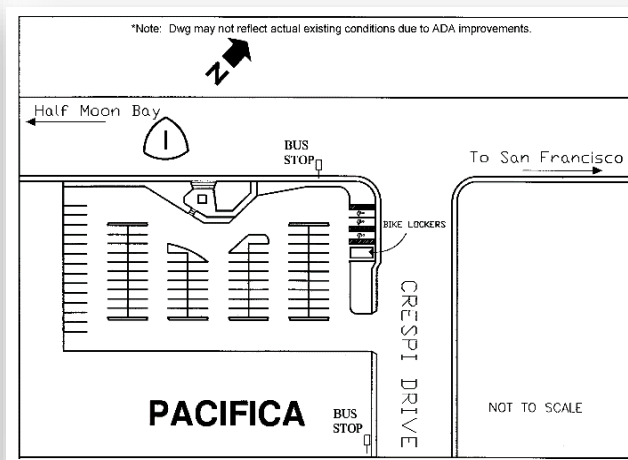 *Note: Dwg may not reflect actual existing conditions due to ADA improvements.
N
Half Moon Bay
1
BUS
STOP
To San Francisco
BIKE LOCKERS
CRESPI DRIVE
PACIFICA
BUS
STOP
NOT TO SCALE